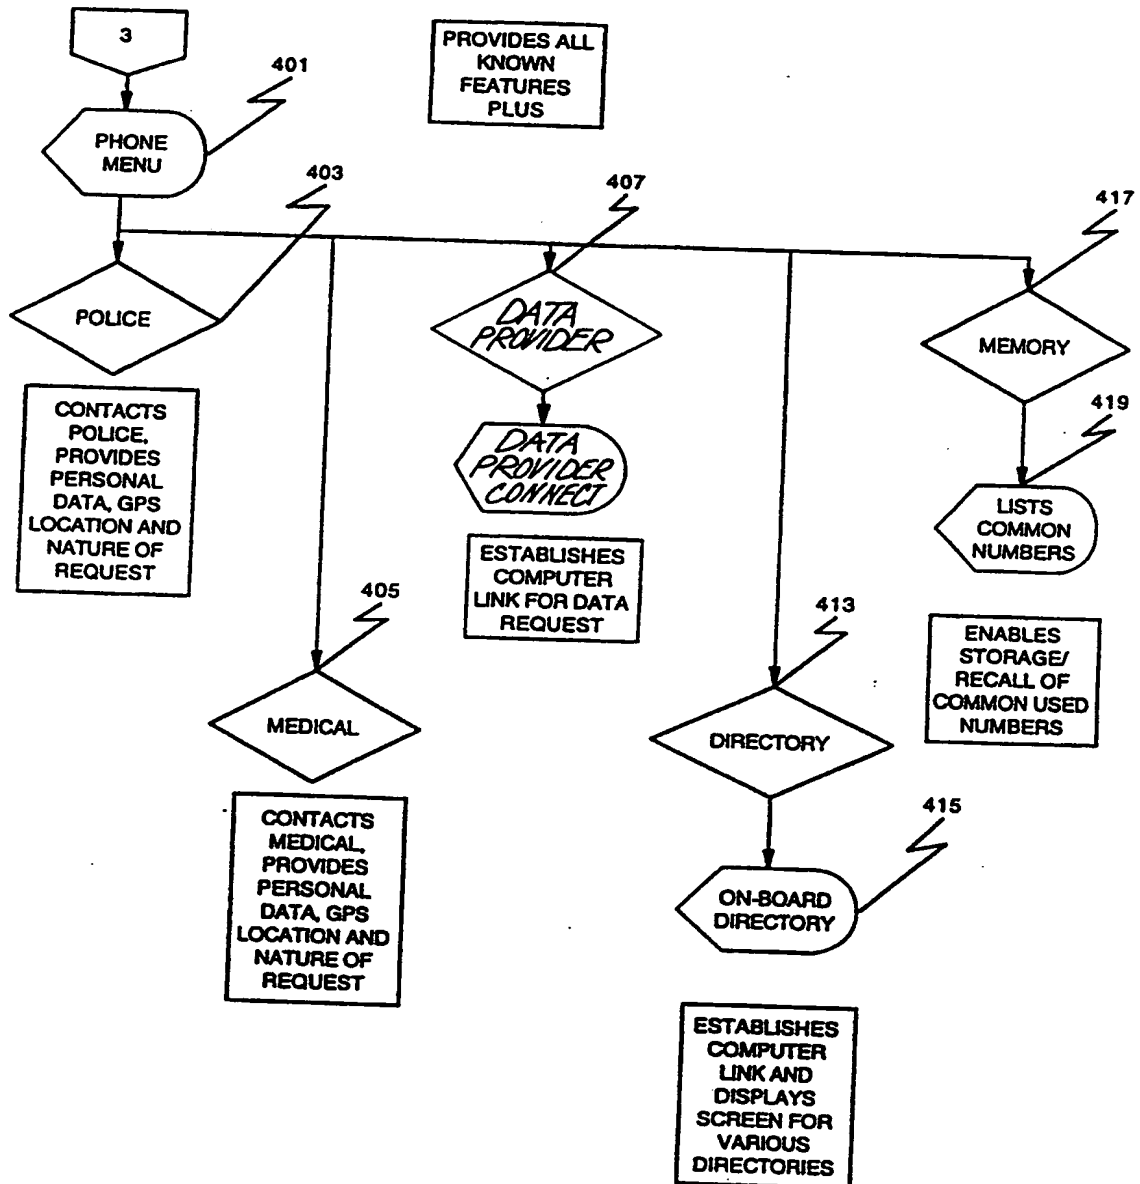 3
PROVIDES ALL
KNOWN
FEATURES
PLUS
401
PHONE
MENU
403
407
417
POLICE
DATA
PROVIDER
MEMORY
CONTACTS
POLICE,
PROVIDES
PERSONAL
DATA, GPS
LOCATION AND
NATURE OF
REQUEST
DATA
PROVIDER
CONNECT
419
LISTS
COMMON
NUMBERS
ESTABLISHES
COMPUTER
LINK FOR DATA
REQUEST
405
413
ENABLES
STORAGE/
RECALL OF
COMMON USED
NUMBERS
MEDICAL
DIRECTORY
CONTACTS
MEDICAL,
PROVIDES
PERSONAL
DATA, GPS
LOCATION AND
NATURE OF
REQUEST
415
ON-BOARD
DIRECTORY
ESTABLISHES
COMPUTER
LINK AND
DISPLAYS
SCREEN FOR
VARIOUS
DIRECTORIES